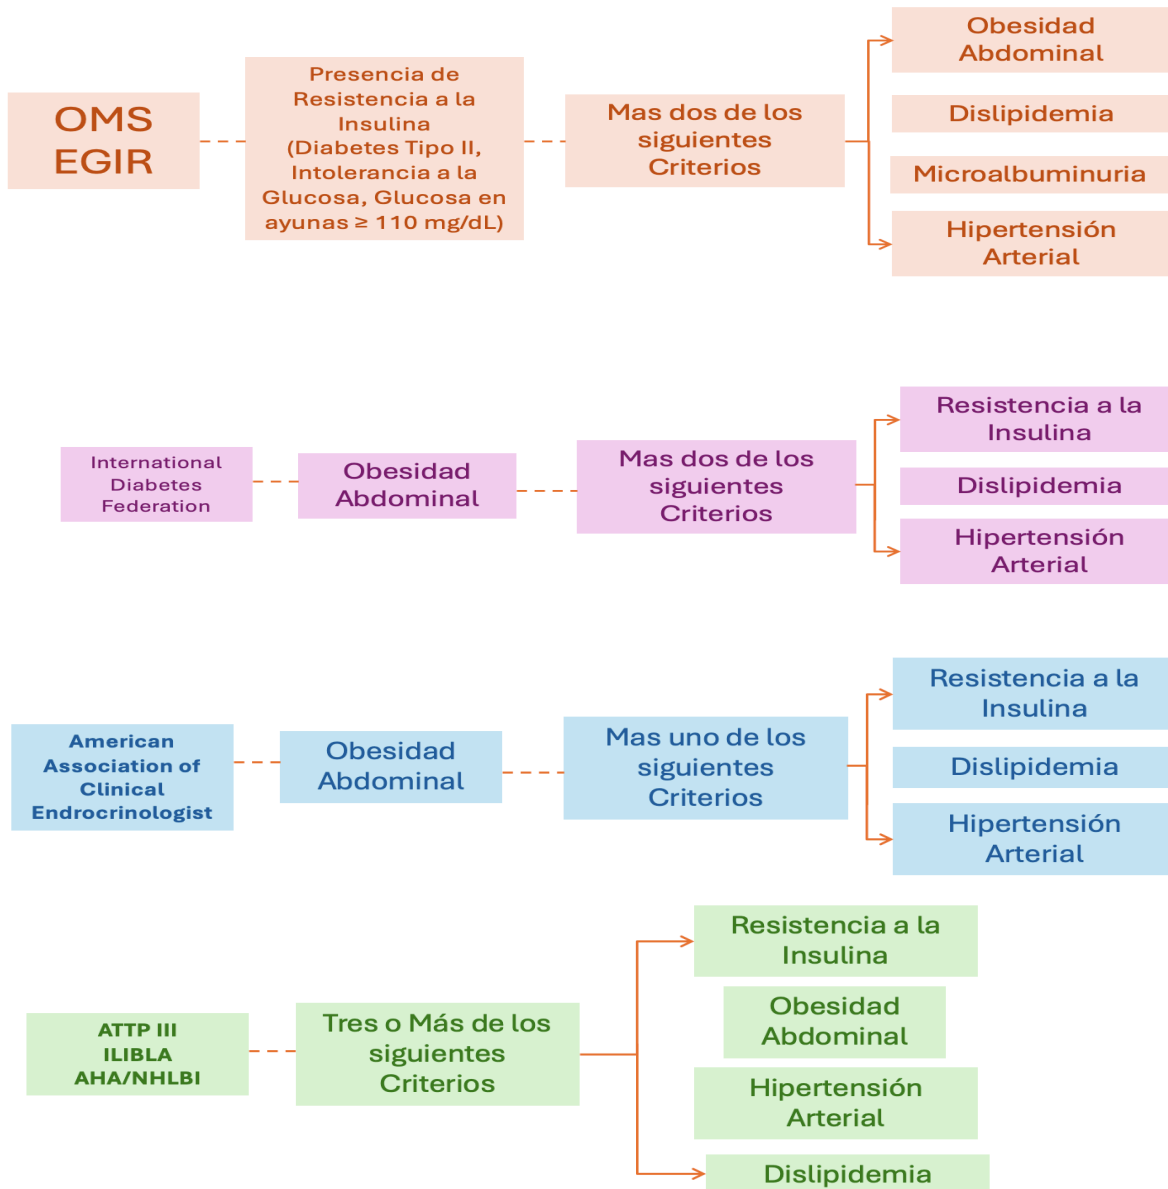 OMS
EGIR
Presencia de
Resistencia a la
Insulina
(Diabetes Tipo II,
Intolerancia a la
Glucosa, Glucosa en
ayunas ≥ 110 mg/dL)
Mas dos de los
siguientes
Criterios
Obesidad
Abdominal
Dislipidemia
Microalbuminuria
Hipertensión
Arterial
International
Diabetes
Federation
Obesidad
Abdominal
Mas dos de los
siguientes
Criterios
Resistencia a la
Insulina
Dislipidemia
Hipertensión
Arterial
American
Association of
Clinical
Endrocrinologist
Obesidad
Abdominal
Mas uno de los
siguientes
Criterios
Resistencia a la
Insulina
Dislipidemia
Hipertensión
Arterial
ATTP III
ILIBLA
AHA/NHLBI
Tres o Más de los
siguientes
Criterios
Resistencia a la
Insulina
Obesidad
Abdominal
Hipertensión
Arterial
Dislipidemia